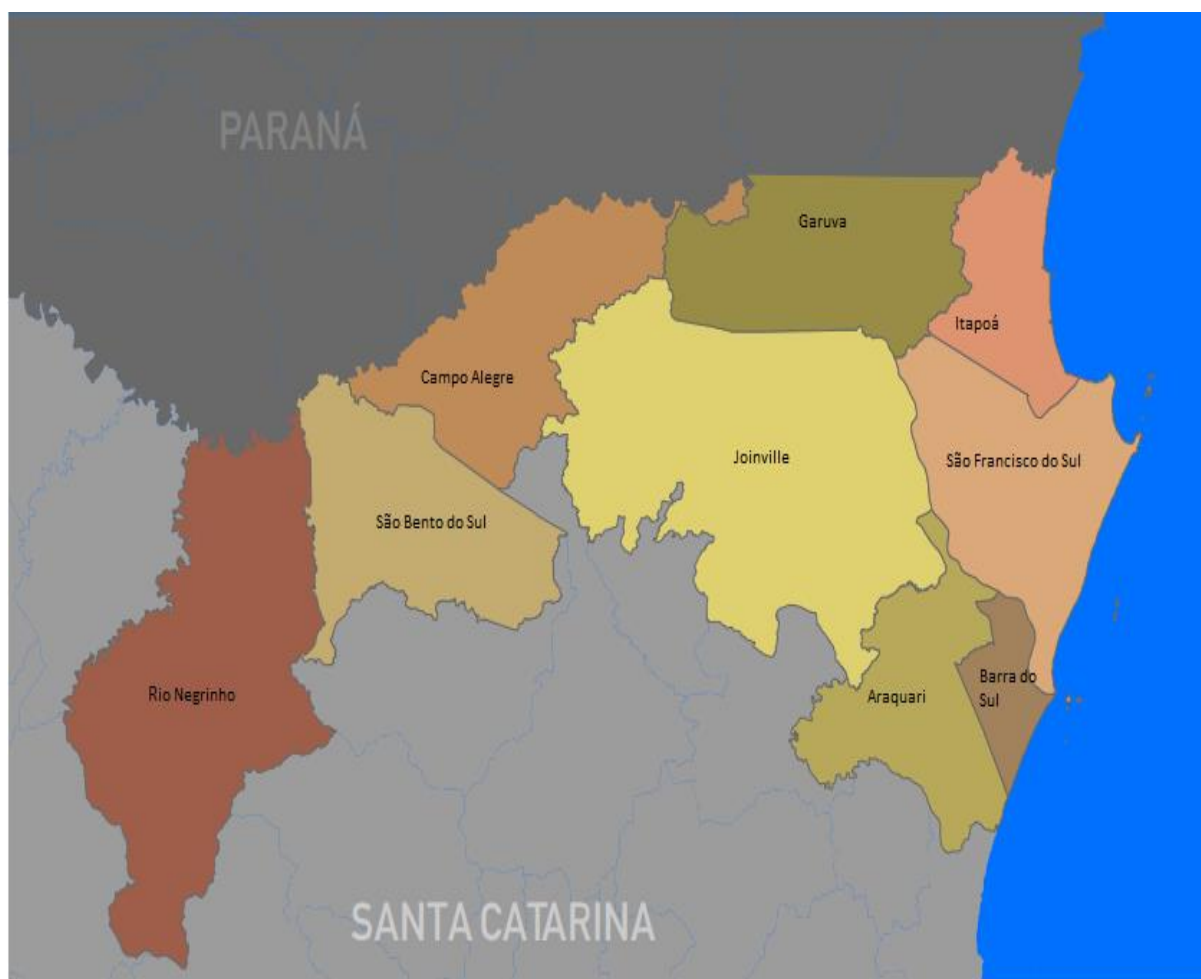 PARANÁ
Garuva
Itapoá
Campo Alegre
Joinville
São Francisco do Sul
São Bento do Sul
Rio Negrinho
Araquari
Barra do
Sul
SANTA CATARINA